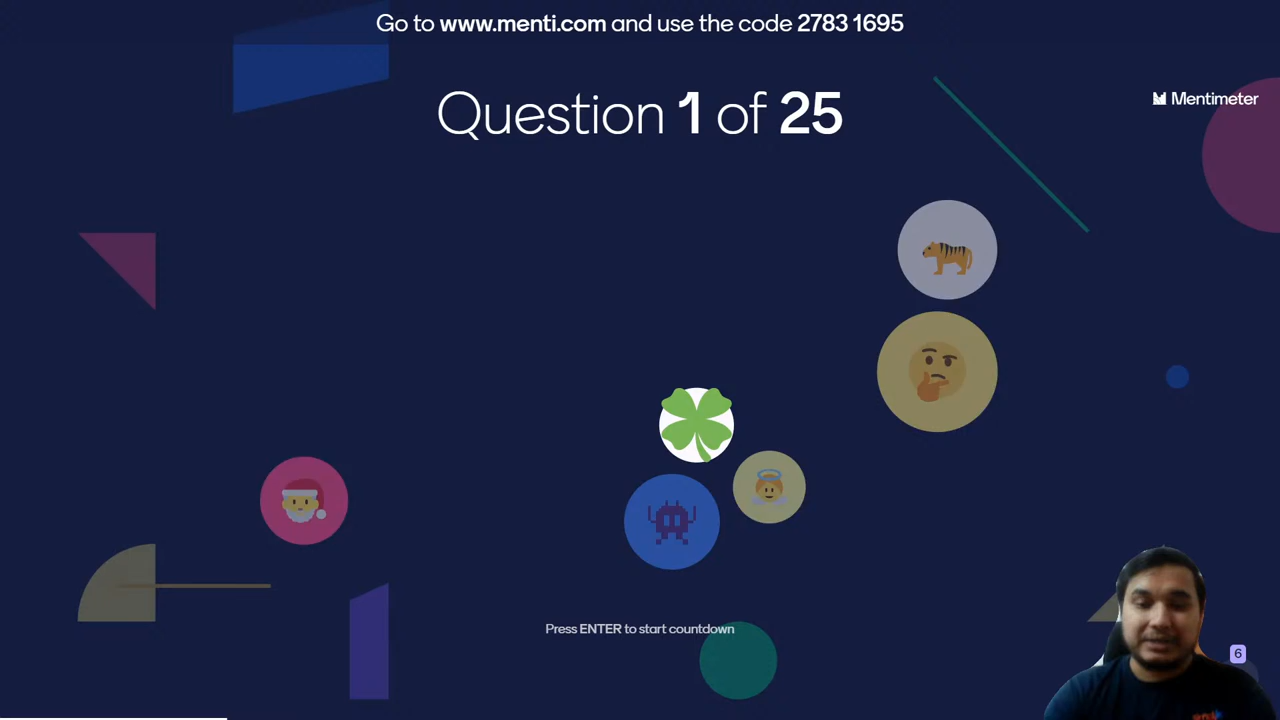 Go to www.menti.com and use the code 2783 1695
Question 1 of 25
Mentimeter
Press ENTER to start countdown
6